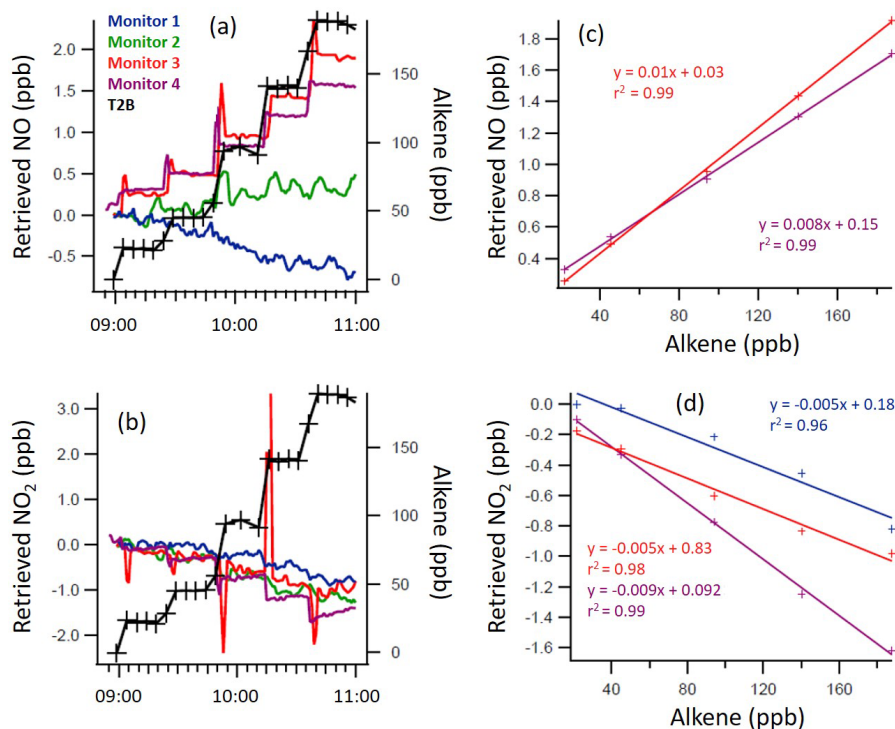 Monitor 1
Monitor 2
Monitor 3
Monitor 4
T2B
(a)
Retrieved NO (ppb)
2.0
1.5
1.0
0.5
0.0
-0.5
Alkene (ppb)
150
100
50
0
09:00
10:00
11:00
(c)
Retrieved NO (ppb)
1.8
1.6
1.4
1.2
1.0
0.8
0.6
0.4
y = 0.01x + 0.03
r² = 0.99
y = 0.008x + 0.15
r² = 0.99
40
80
120
160
Alkene (ppb)
(b)
Retrieved NO₂ (ppb)
3.0
2.0
1.0
0.0
-1.0
-2.0
Alkene (ppb)
150
100
50
0
09:00
10:00
11:00
(d)
Retrieved NO₂ (ppb)
0.0
-0.2
-0.4
-0.6
-0.8
-1.0
-1.2
-1.4
-1.6
y = -0.005x + 0.18
r² = 0.96
y = -0.005x + 0.83
r² = 0.98
y = -0.009x + 0.092
r² = 0.99
40
80
120
160
Alkene (ppb)